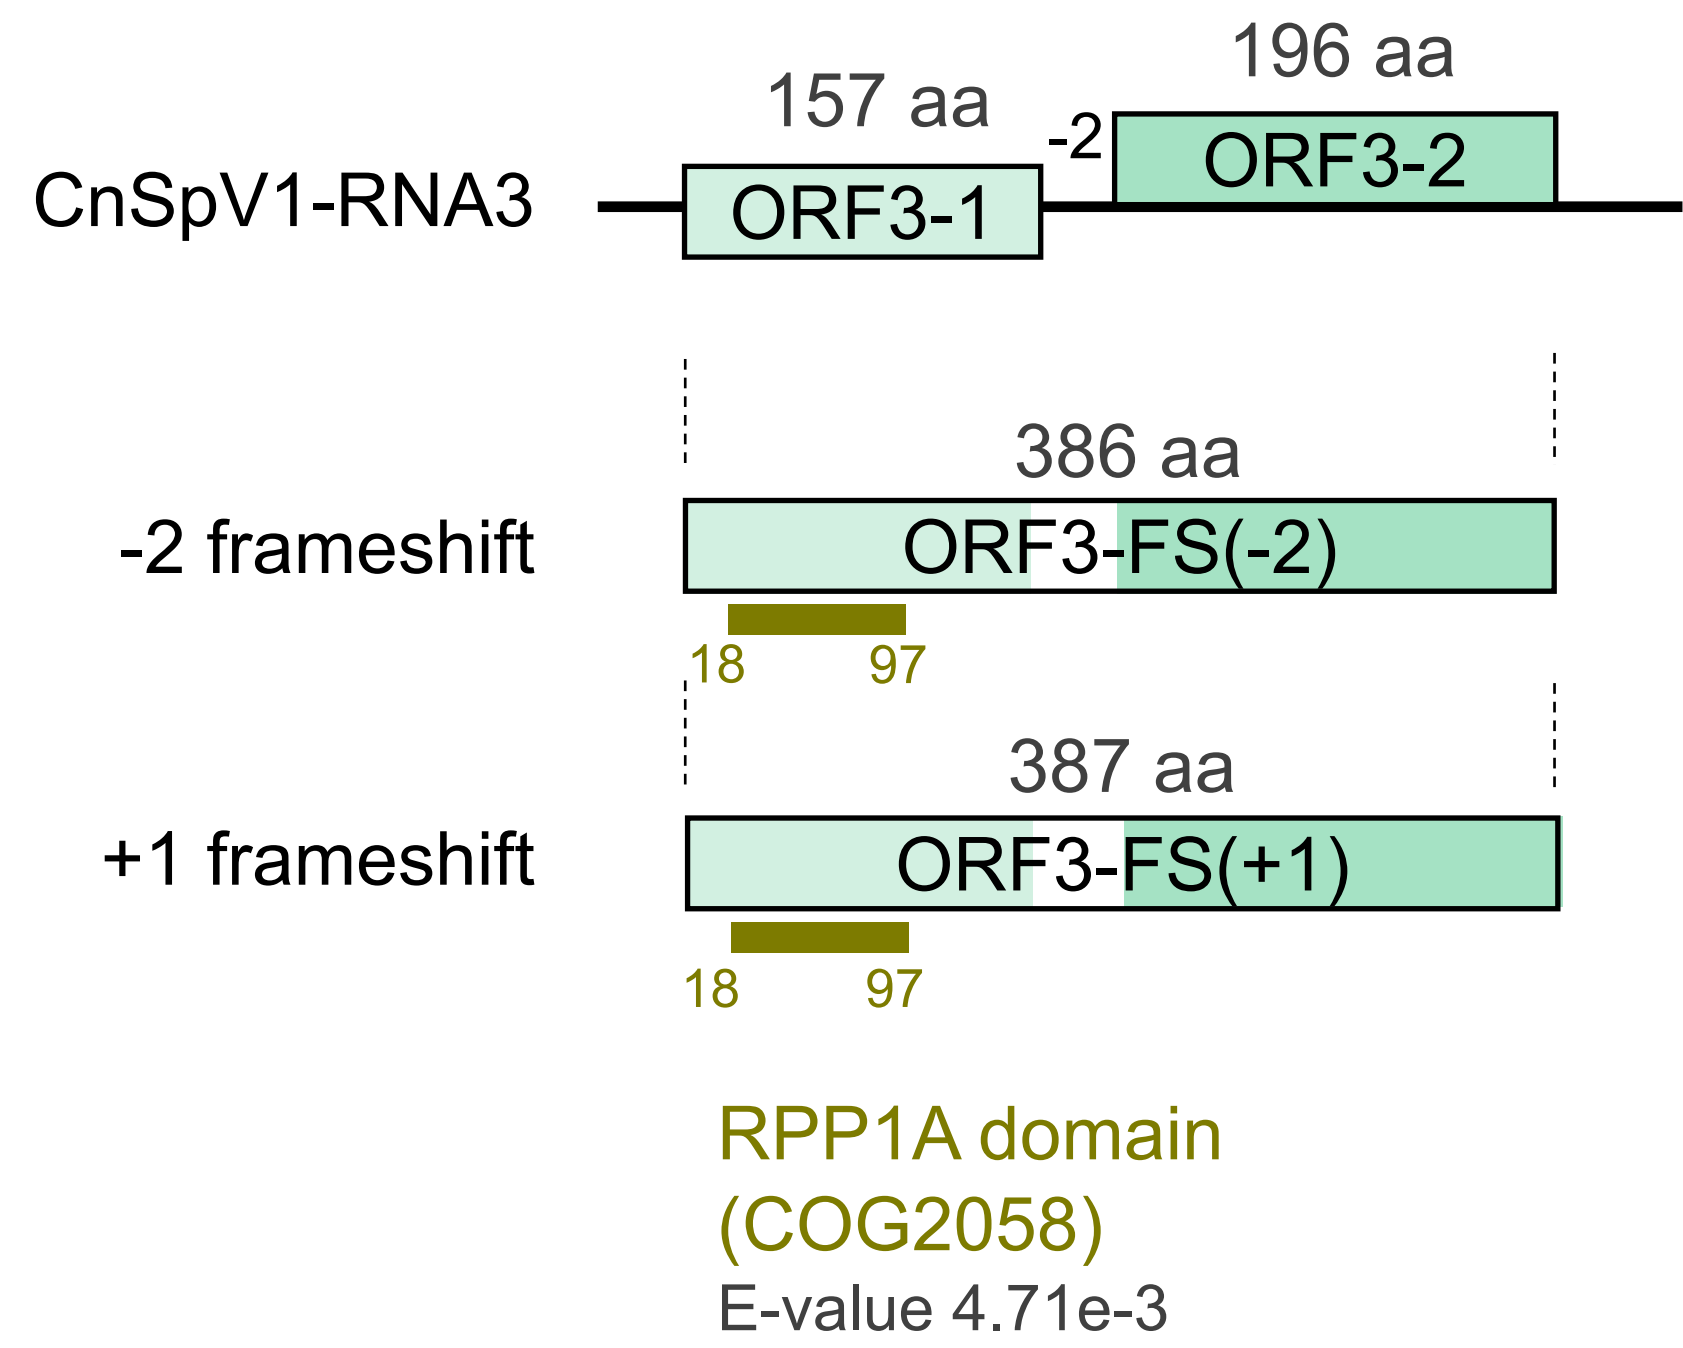 196 aa
157 aa
-2
ORF3-2
CnSpV1-RNA3
ORF3-1
386 aa
-2 frameshift
ORF3-FS(-2)
18
97
387 aa
+1 frameshift
ORF3-FS(+1)
18
97
RPP1A domain
(COG2058)
E-value 4.71e-3